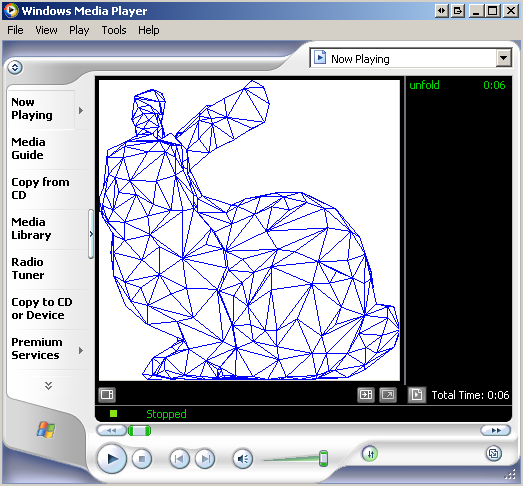 Windows Media Player
File View Play Tools Help
Now Playing
Now
Playing
Media
Guide
Copy from
CD
Media
Library
Radio
Tuner
Copy to CD
or Device
Premium
Services
unfold 0:06
Total Time: 0:06
Stopped